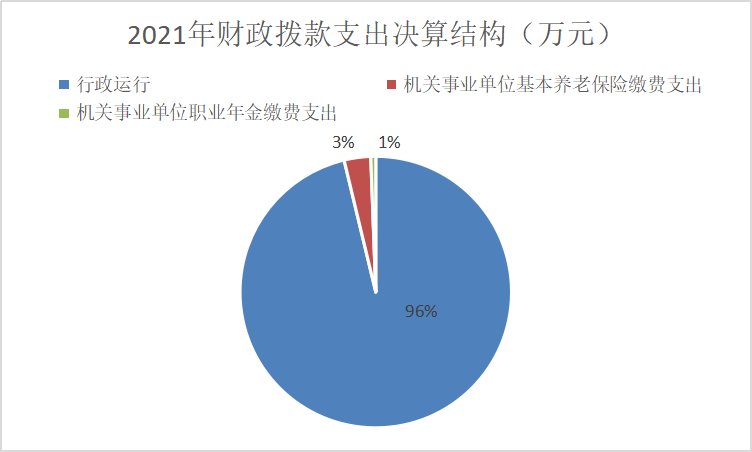 2021年财政拨款支出决算结构（万元）
行政运行
机关事业单位基本养老保险缴费支出
机关事业单位职业年金缴费支出
3%
1%
96%